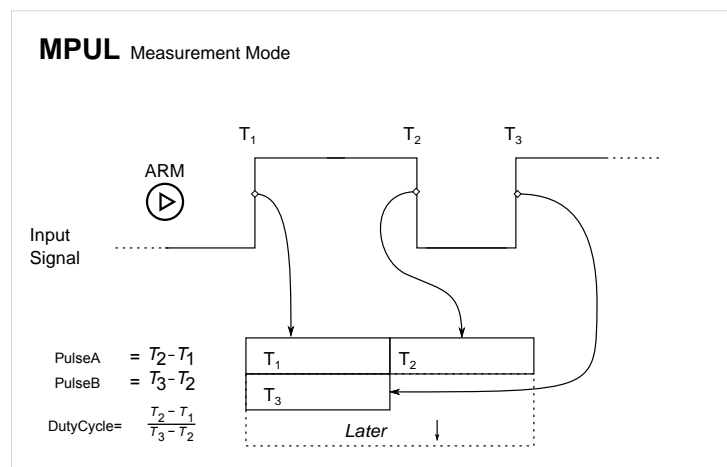 MPUL Measurement Mode
T1 T2 T3
ARM
Input
Signal
T1 T2
PulseA = T2-T1
PulseB = T3-T2
T3
DutyCycle= T2 - T1
T3 - T2
Later